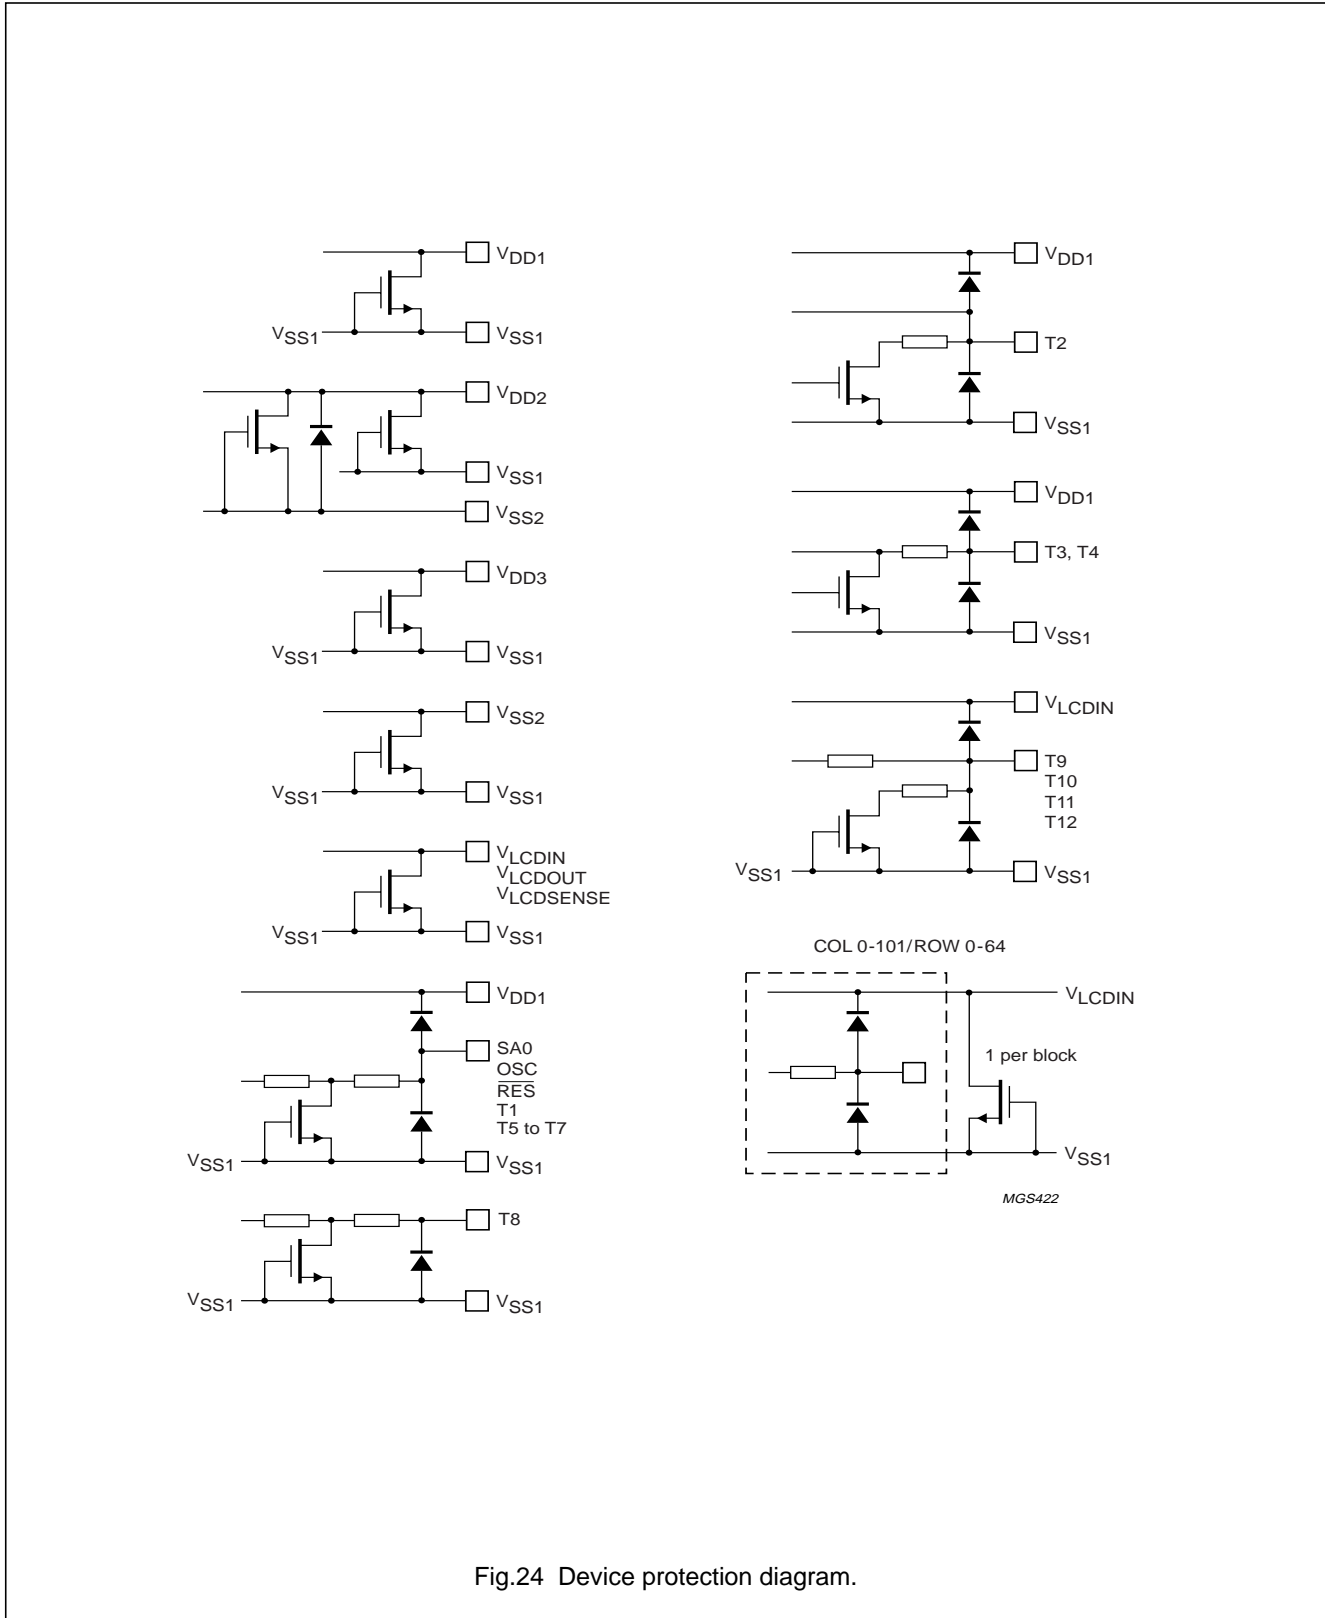 VDD1
VSS1 VSS1
VDD2
VSS1
VSS2
VDD3
VSS1 VSS1
VSS2
VSS1 VSS1
VLCDIN
VLCDOUT
VLCDSENSE
VSS1 VSS1
VDD1
SA0
OSC
RES
T1
T5 to T7
VSS1 VSS1
T8
VSS1 VSS1
VDD1
T2
VSS1
VDD1
T3, T4
VSS1
VLCDIN
T9
T10
T11
T12
VSS1 VSS1
COL 0-101/ROW 0-64
VLCDIN
1 per block
VSS1
MGS422
Fig.24 Device protection diagram.